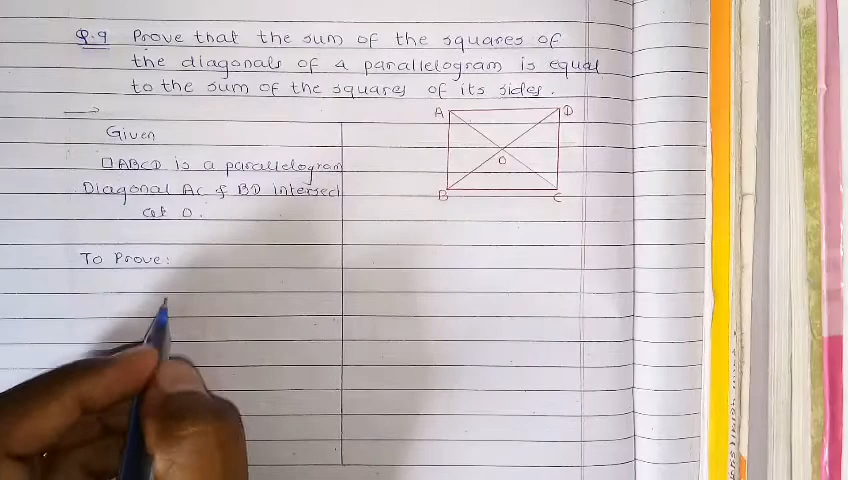 Q.9 Prove that the sum of the squares of
the diagonals of a parallelogram is equal
to the sum of the squares of its sides.
Given
□ABCD is a parallelogram
Diagonal AC & BD intersect
at O.
To Prove:
A D
O
B C